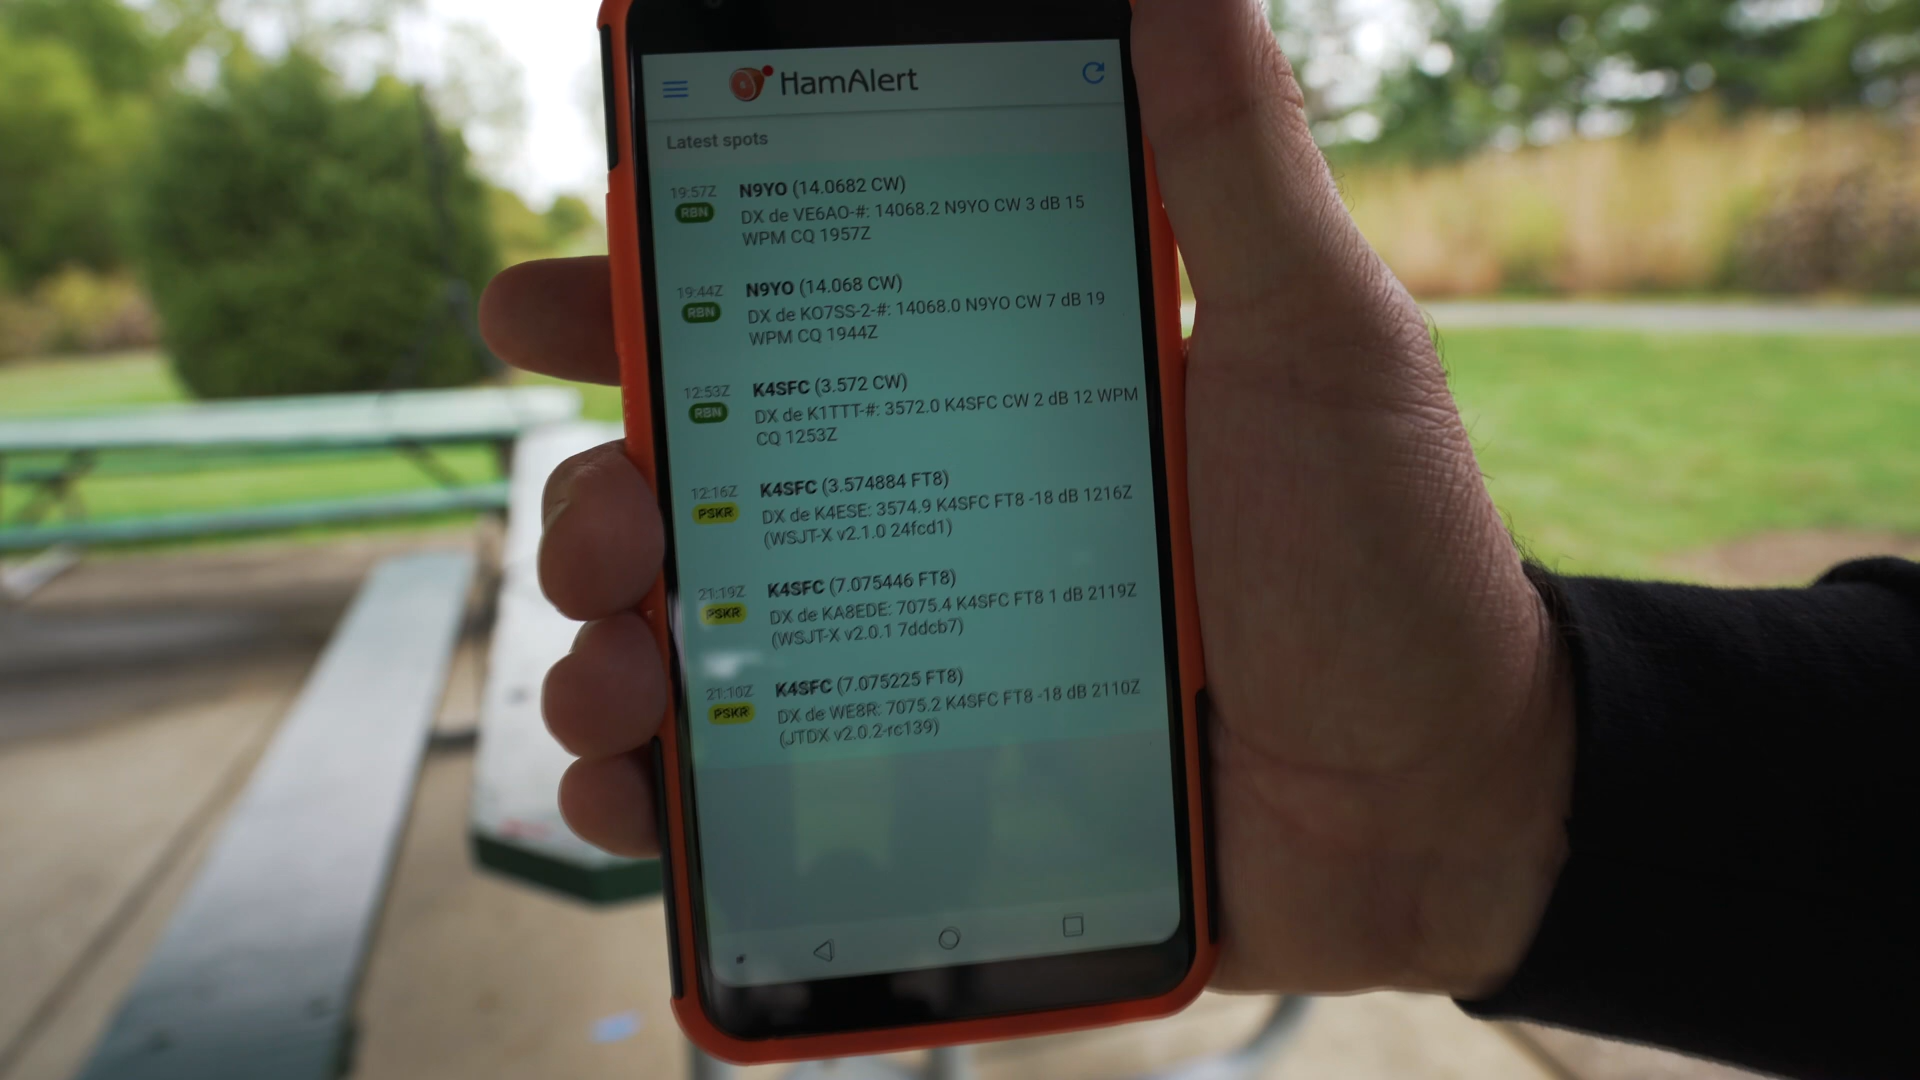 HamAlert
Latest spots
19:57Z
RBN
N9YO (14.0682 CW)
DX de VE6AO-#: 14068.2 N9YO CW 3 dB 15
WPM CQ 1957Z
19:44Z
RBN
N9YO (14.068 CW)
DX de KO7SS-2-#: 14068.0 N9YO CW 7 dB 19
WPM CQ 1944Z
12:53Z
RBN
K4SFC (3.572 CW)
DX de K1TTT-#: 3572.0 K4SFC CW 2 dB 12 WPM
CQ 1253Z
12:16Z
PSKR
K4SFC (3.574884 FT8)
DX de K4ESE: 3574.9 K4SFC FT8 -18 dB 1216Z
(WSJT-X v2.1.0 24fcd1)
21:19Z
PSKR
K4SFC (7.075446 FT8)
DX de KA8EDE: 7075.4 K4SFC FT8 1 dB 2119Z
(WSJT-X v2.0.1 7ddcb7)
21:10Z
PSKR
K4SFC (7.075225 FT8)
DX de WE8R: 7075.2 K4SFC FT8 -18 dB 2110Z
(JTDX v2.0.2-rc139)